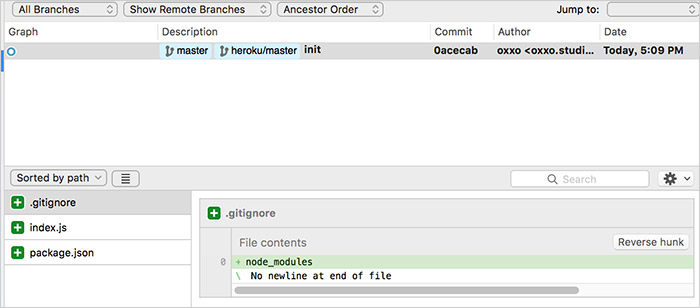 All Branches Show Remote Branches Ancestor Order Jump to:
Graph Description Commit Author Date
master heroku/master init 0acecab oxxo <oxxo.studi... Today, 5:09 PM
Sorted by path Search
.gitignore
index.js
package.json
.gitignore
File contents Reverse hunk
0 + node_modules
\ No newline at end of file